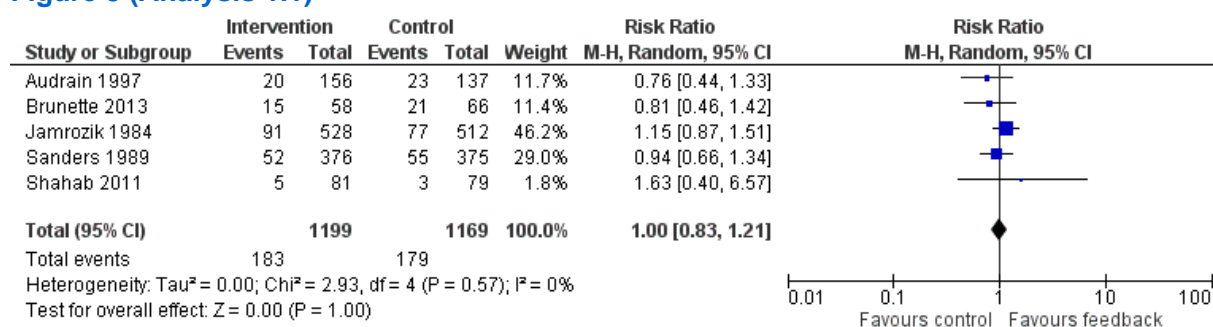 Intervention Control Risk Ratio Risk Ratio
Study or Subgroup Events Total Events Total Weight M-H, Random, 95% CI M-H, Random, 95% CI
Audrain 1997 20 156 23 137 11.7% 0.76 [0.44, 1.33]
Brunette 2013 15 58 21 66 11.4% 0.81 [0.46, 1.42]
Jamrozik 1984 91 528 77 512 46.2% 1.15 [0.87, 1.51]
Sanders 1989 52 376 55 375 29.0% 0.94 [0.66, 1.34]
Shahab 2011 5 81 3 79 1.8% 1.63 [0.40, 6.57]
Total (95% CI) 1199 1169 100.0% 1.00 [0.83, 1.21]
Total events 183 179
Heterogeneity: Tau² = 0.00; Chi² = 2.93, df = 4 (P = 0.57); I² = 0%
Test for overall effect: Z = 0.00 (P = 1.00)
0.01 0.1 1 10 100
Favours control Favours feedback